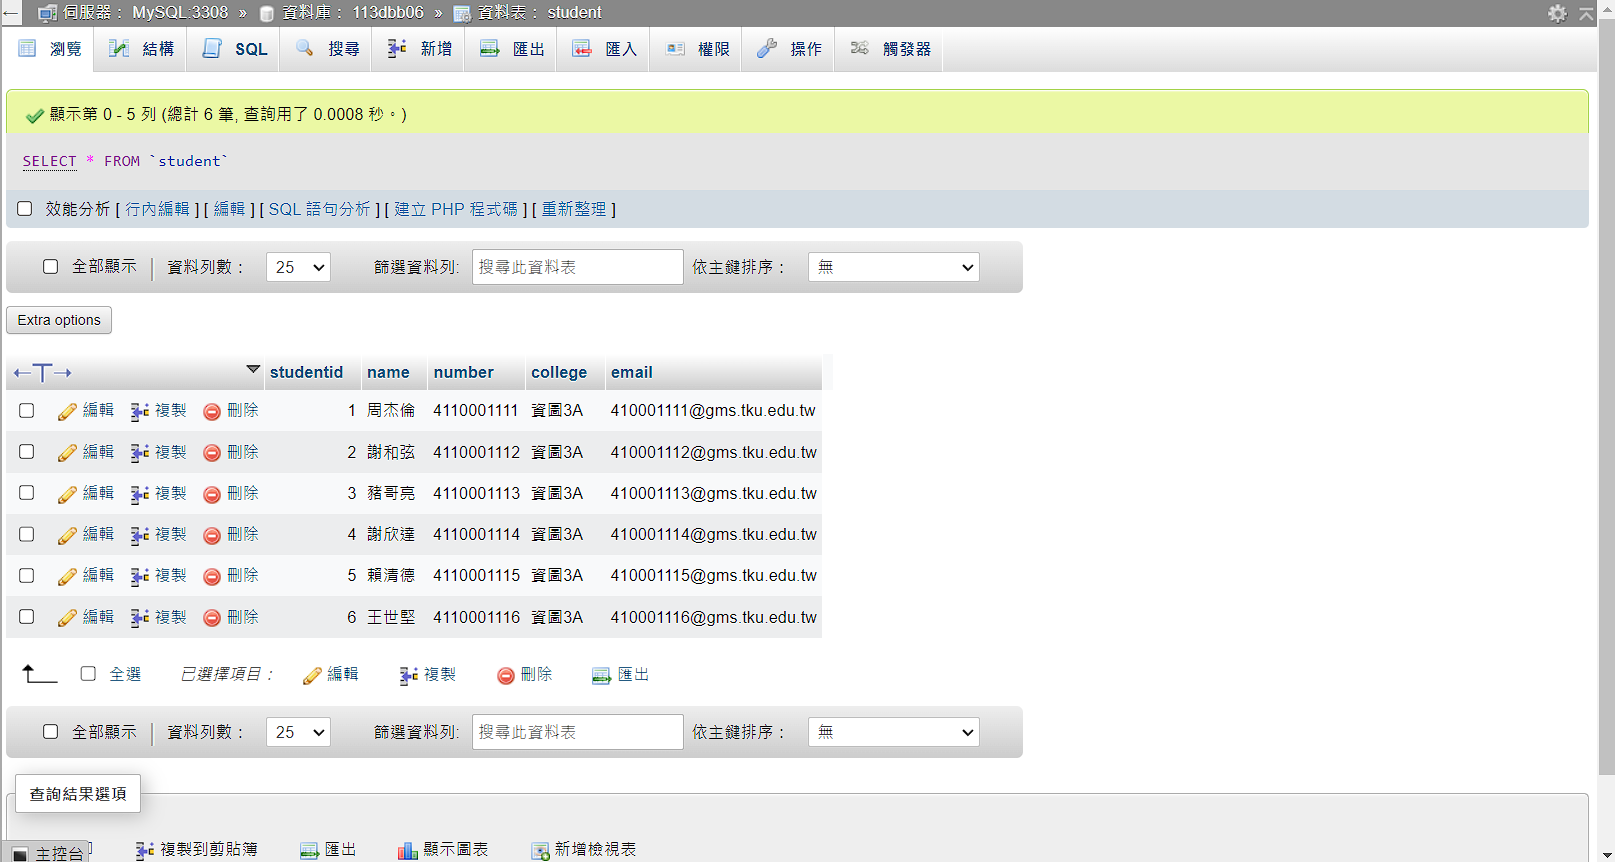 伺服器： MySQL:3308 » 資料庫： 113dbb06 » 資料表： student
瀏覽 結構 SQL 搜尋 新增 匯出 匯入 權限 操作 觸發器
顯示第 0 - 5 列 (總計 6 筆, 查詢用了 0.0008 秒。)
SELECT * FROM `student`
效能分析 [ 行內編輯 ] [ 編輯 ] [ SQL 語句分析 ] [ 建立 PHP 程式碼 ] [ 重新整理 ]
全部顯示 資料列數： 25 篩選資料列: 搜尋此資料表 依主鍵排序： 無
Extra options
←T→ studentid name number college email
編輯 複製 刪除 1 周杰倫 4110001111 資圖3A 410001111@gms.tku.edu.tw
編輯 複製 刪除 2 謝和弦 4110001112 資圖3A 410001112@gms.tku.edu.tw
編輯 複製 刪除 3 豬哥亮 4110001113 資圖3A 410001113@gms.tku.edu.tw
編輯 複製 刪除 4 謝欣達 4110001114 資圖3A 410001114@gms.tku.edu.tw
編輯 複製 刪除 5 賴清德 4110001115 資圖3A 410001115@gms.tku.edu.tw
編輯 複製 刪除 6 王世堅 4110001116 資圖3A 410001116@gms.tku.edu.tw
全選 已選擇項目： 編輯 複製 刪除 匯出
全部顯示 資料列數： 25 篩選資料列: 搜尋此資料表 依主鍵排序： 無
查詢結果選項
主控台 複製到剪貼簿 匯出 顯示圖表 新增檢視表